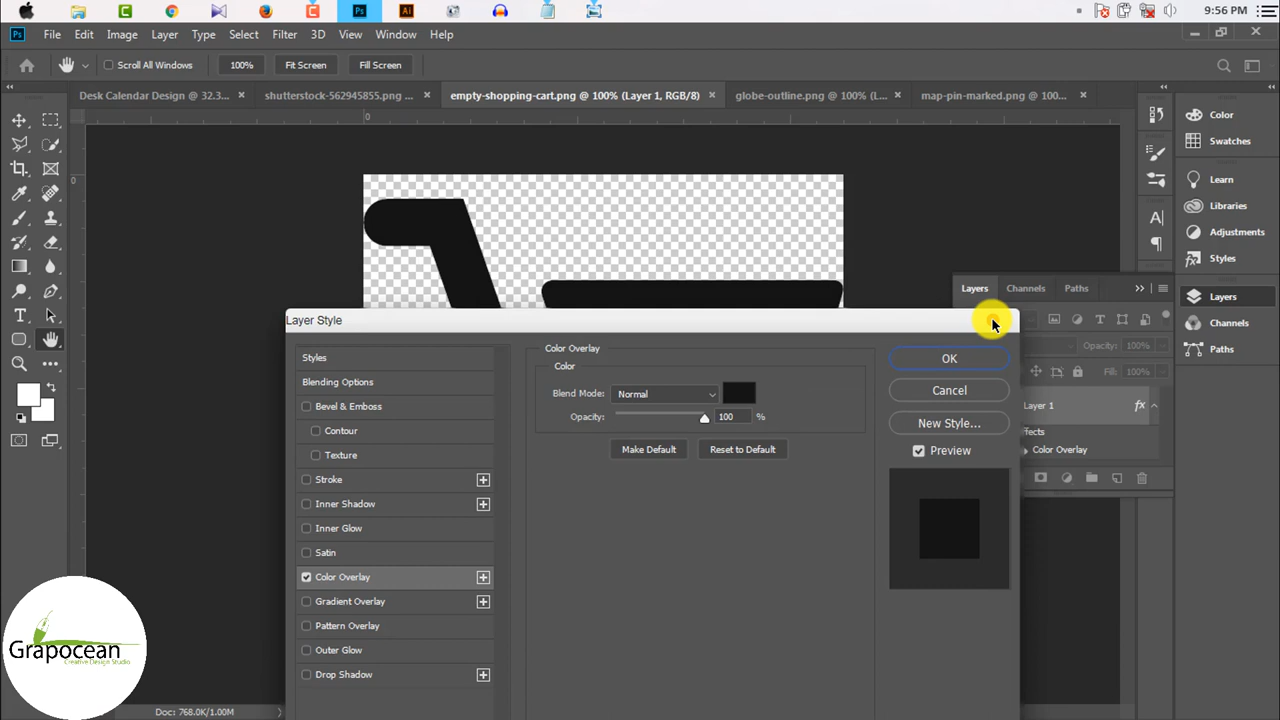 9:56 PM
Ps File Edit Image Layer Type Select Filter 3D View Window Help
Scroll All Windows 100% Fit Screen Fill Screen
Desk Calendar Design @ 32.3... × shutterstock-562945855.png ... × empty-shopping-cart.png @ 100% (Layer 1, RGB/8) × globe-outline.png @ 100% (L... × map-pin-marked.png @ 100... ×
0
0
Color
Swatches
Learn
Libraries
Adjustments
Styles
Layers
Channels
Paths
Layers Channels Paths
Opacity: 100%
Fill: 100%
Layer 1 fx
Color Overlay
Layer Style
Styles
Blending Options
Bevel & Emboss
Contour
Texture
Stroke
Inner Shadow
Inner Glow
Satin
Color Overlay
Gradient Overlay
Pattern Overlay
Outer Glow
Drop Shadow
Color Overlay
Color
Blend Mode: Normal
Opacity: 100 %
Make Default Reset to Default
OK
Cancel
New Style...
Preview
Grapocean
Creative Design Studio
Doc: 768.0K/1.00M